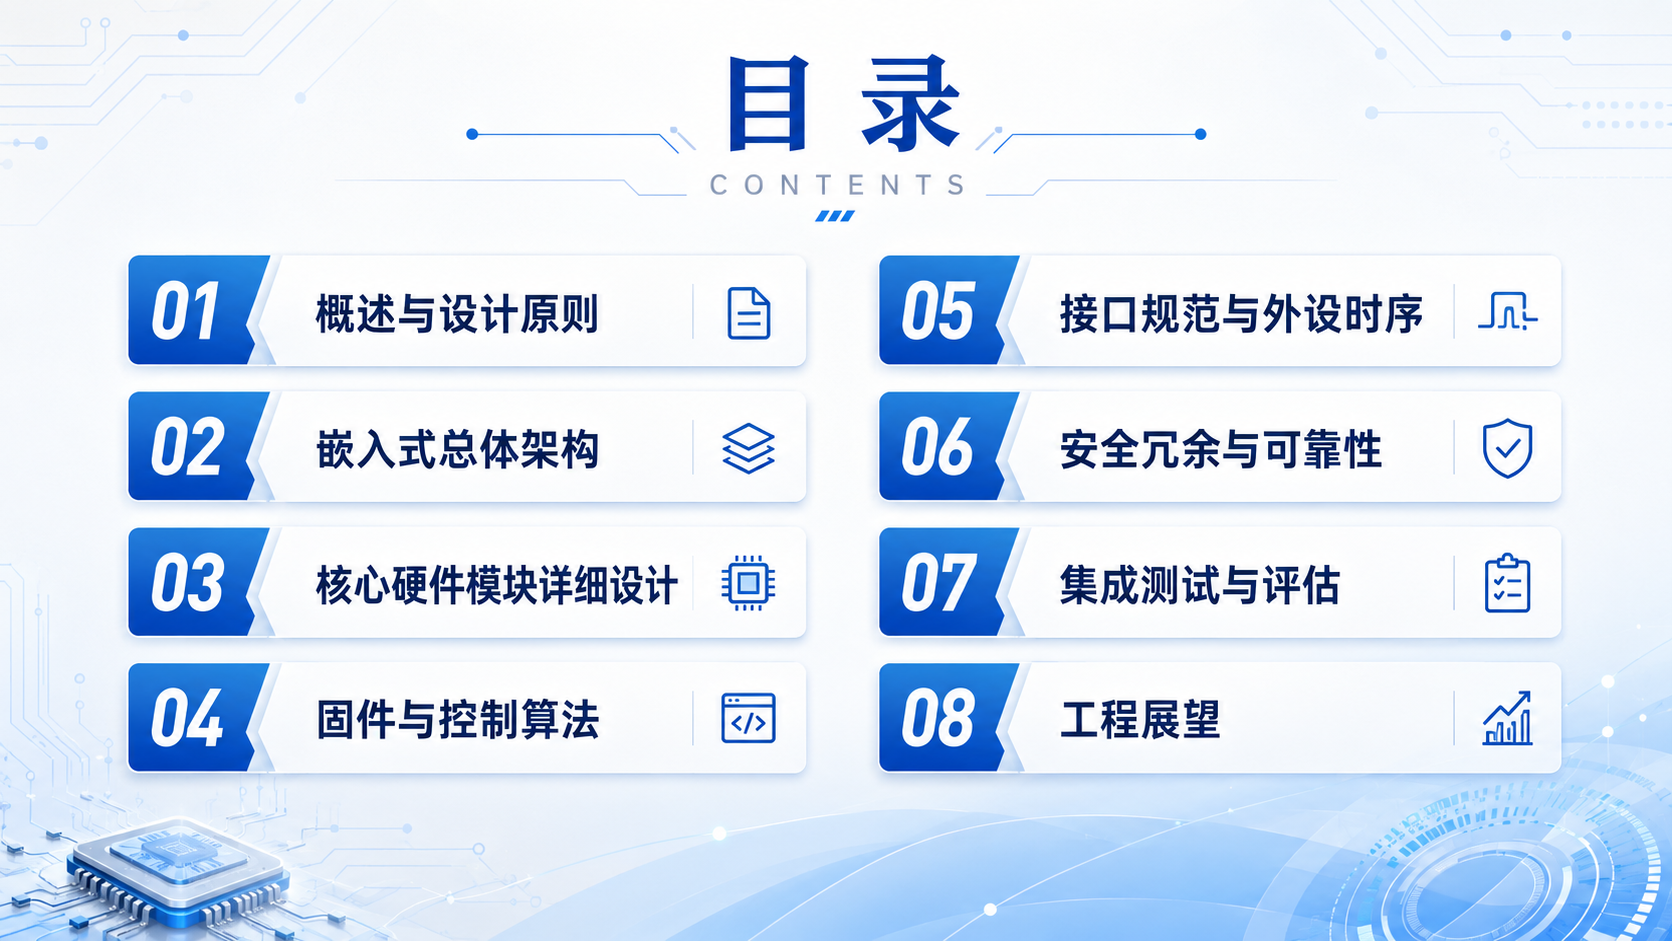 目录
CONTENTS
01 概述与设计原则
02 嵌入式总体架构
03 核心硬件模块详细设计
04 固件与控制算法
05 接口规范与外设时序
06 安全冗余与可靠性
07 集成测试与评估
08 工程展望